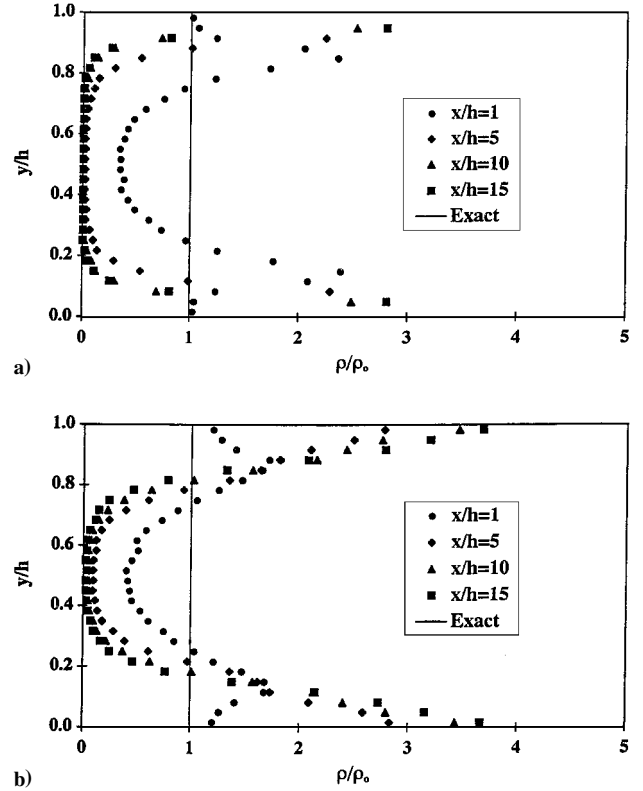 1.0
0.8
0.6
0.4
0.2
0.0
y/h
x/h=1
x/h=5
x/h=10
x/h=15
Exact
0 1 2 3 4 5
ρ/ρₒ
a)
1.0
0.8
0.6
0.4
0.2
0.0
y/h
x/h=1
x/h=5
x/h=10
x/h=15
Exact
0 1 2 3 4 5
ρ/ρₒ
b)